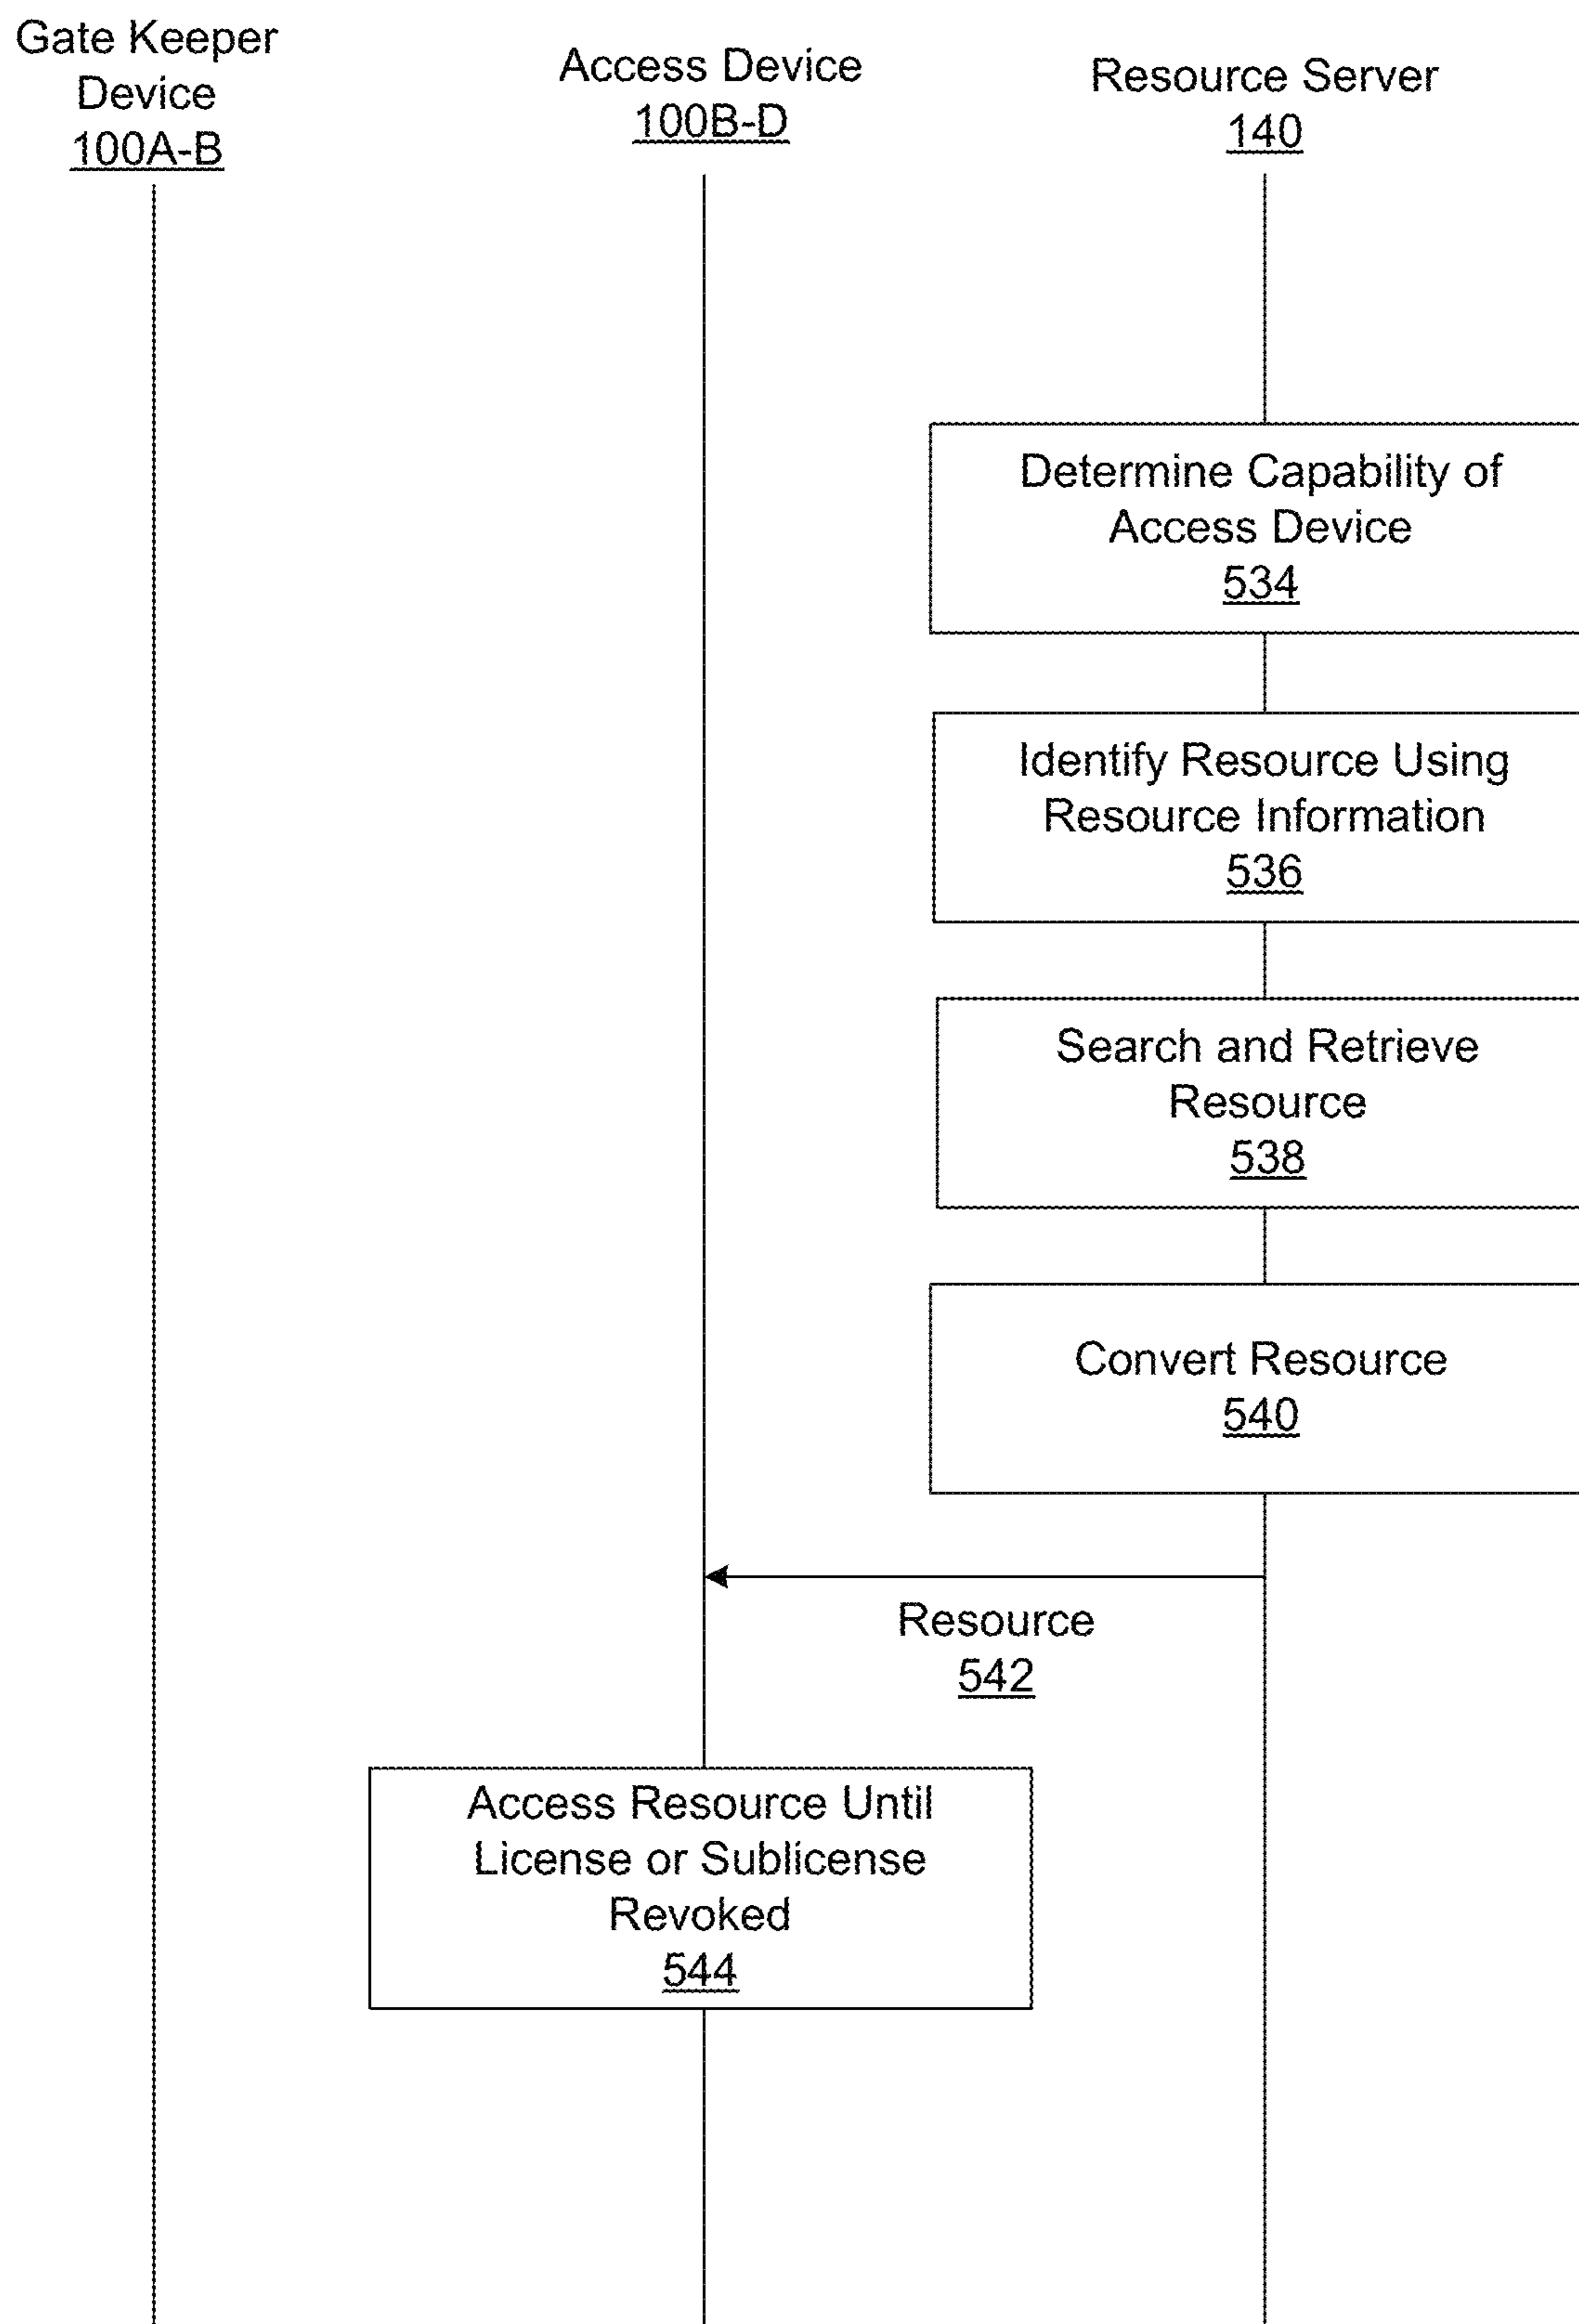 Gate Keeper
Device
100A-B
Access Device
100B-D
Resource Server
140
Determine Capability of
Access Device
534
Identify Resource Using
Resource Information
536
Search and Retrieve
Resource
538
Convert Resource
540
Resource
542
Access Resource Until
License or Sublicense
Revoked
544